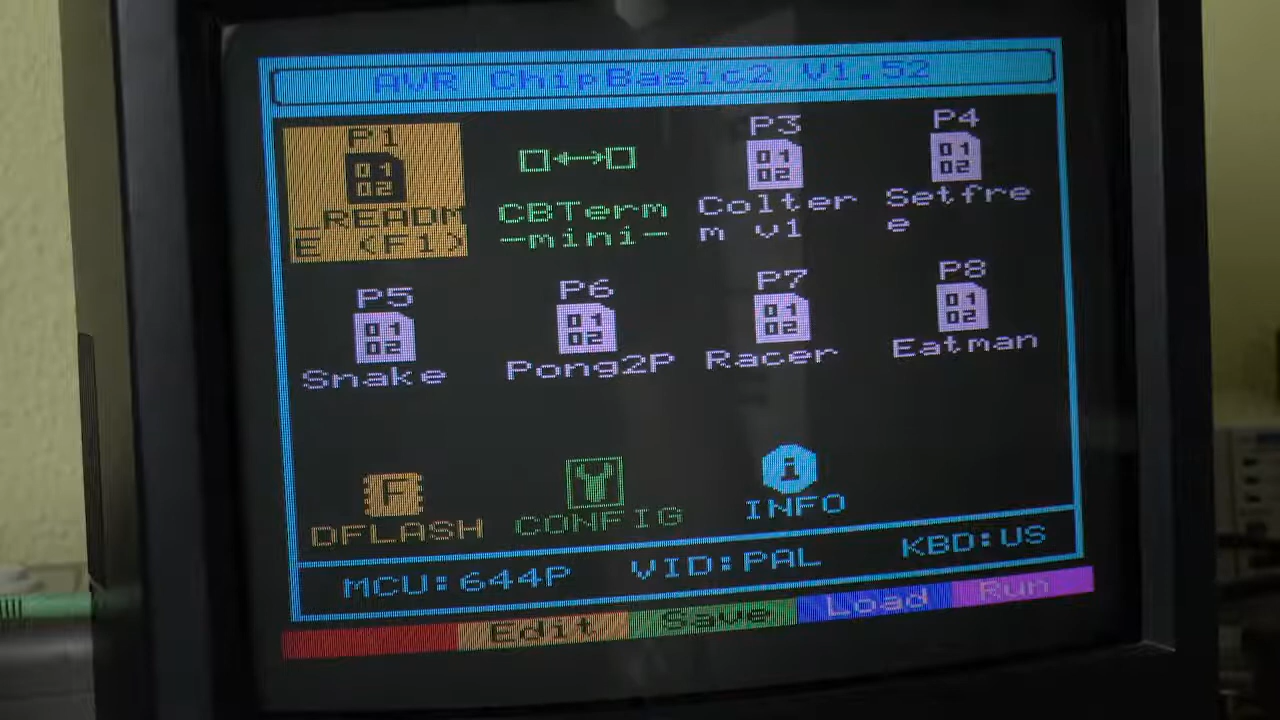 AVR ChipBasic2 V1.52
P1
P3
P4
01
02
01
02
01
02
_READM
E (F1)
CBTerm
-mini-
Colter
m v1
Setfre
e
P5
P6
P7
P8
01
02
01
02
01
02
01
02
Snake
Pong2P
Racer
Eatman
F
i
DFLASH
CONFIG
INFO
MCU:644P VID:PAL KBD:US
Edit Save Load Run